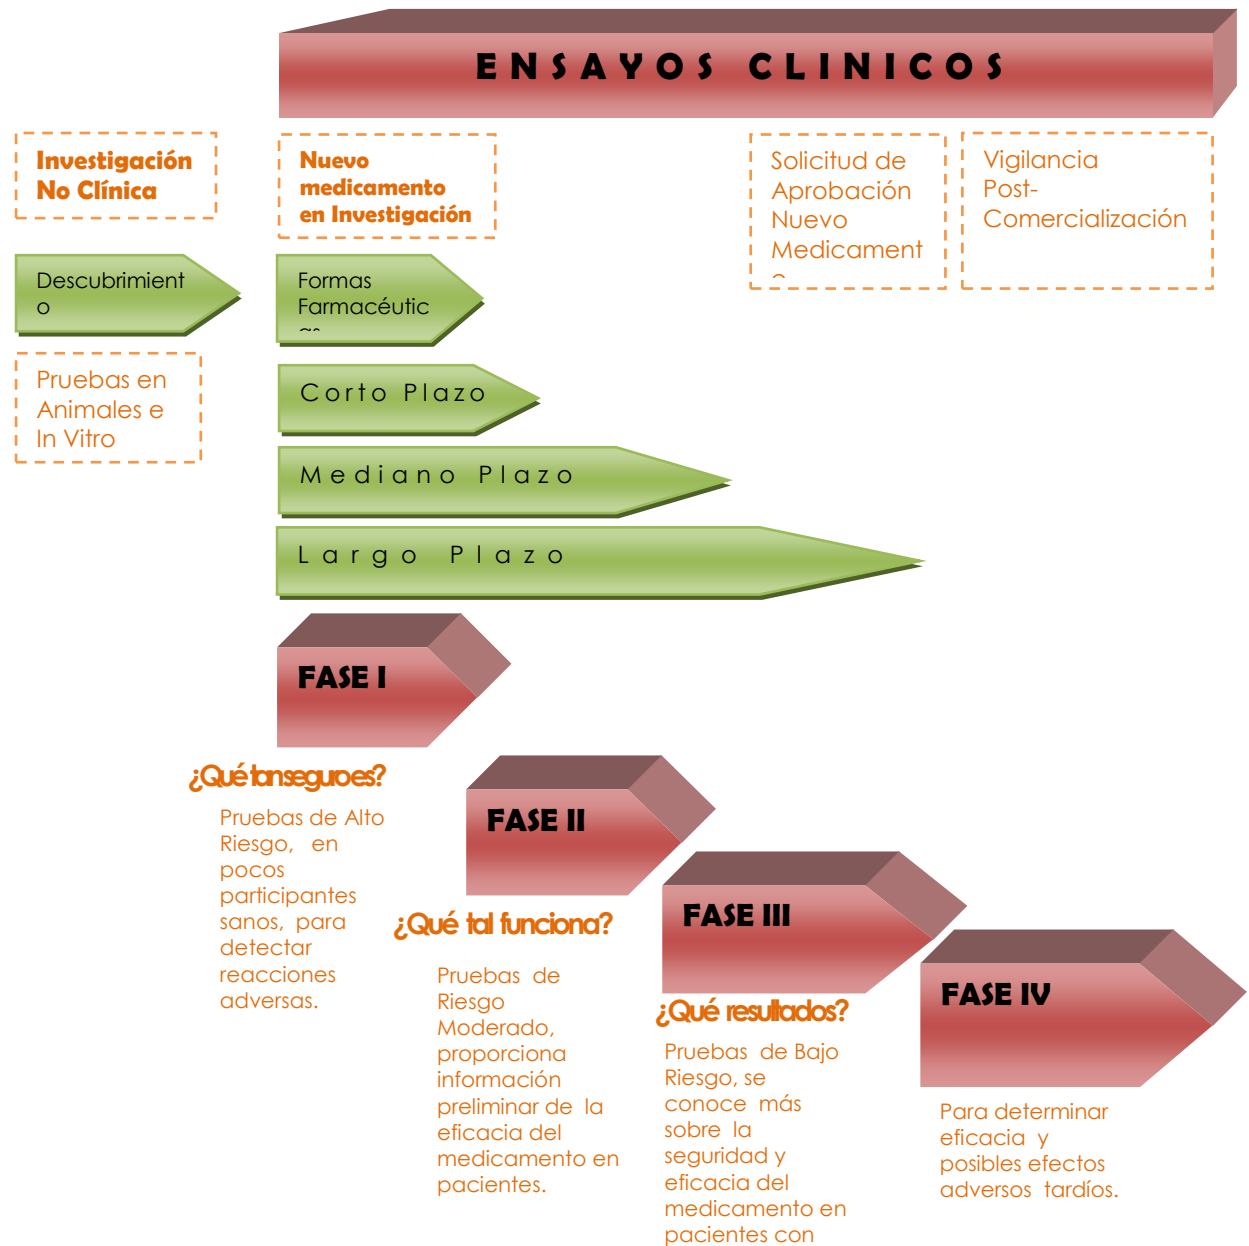 ENSAYOS CLINICOS
Investigación
No Clínica
Nuevo
medicamento
en Investigación
Solicitud de
Aprobación
Nuevo
Medicament
Vigilancia
Post-
Comercialización
Descubrimient
o
Formas
Farmacéutic
Pruebas en
Animales e
In Vitro
Corto Plazo
Mediano Plazo
Largo Plazo
FASE I
¿Qué tan seguro es?
Pruebas de Alto
Riesgo, en
pocos
participantes
sanos, para
detectar
reacciones
adversas.
FASE II
¿Qué tal funciona?
Pruebas de
Riesgo
Moderado,
proporciona
información
preliminar de la
eficacia del
medicamento en
pacientes.
FASE III
¿Qué resultados?
Pruebas de Bajo
Riesgo, se
conoce más
sobre la
seguridad y
eficacia del
medicamento en
pacientes con
FASE IV
Para determinar
eficacia y
posibles efectos
adversos tardíos.